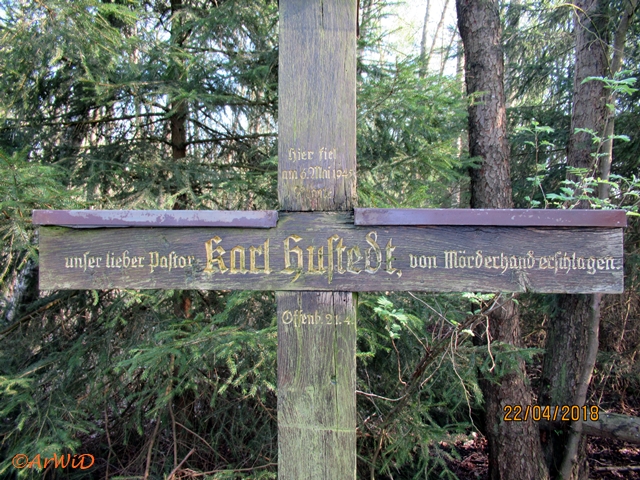 Hier fiel
am 6. Mai 1945
unser lieber Pastor Karl Hustedt, von Mörderhand erschlagen.
Offenb. 21.4.
22/04/2018
©ArWiD